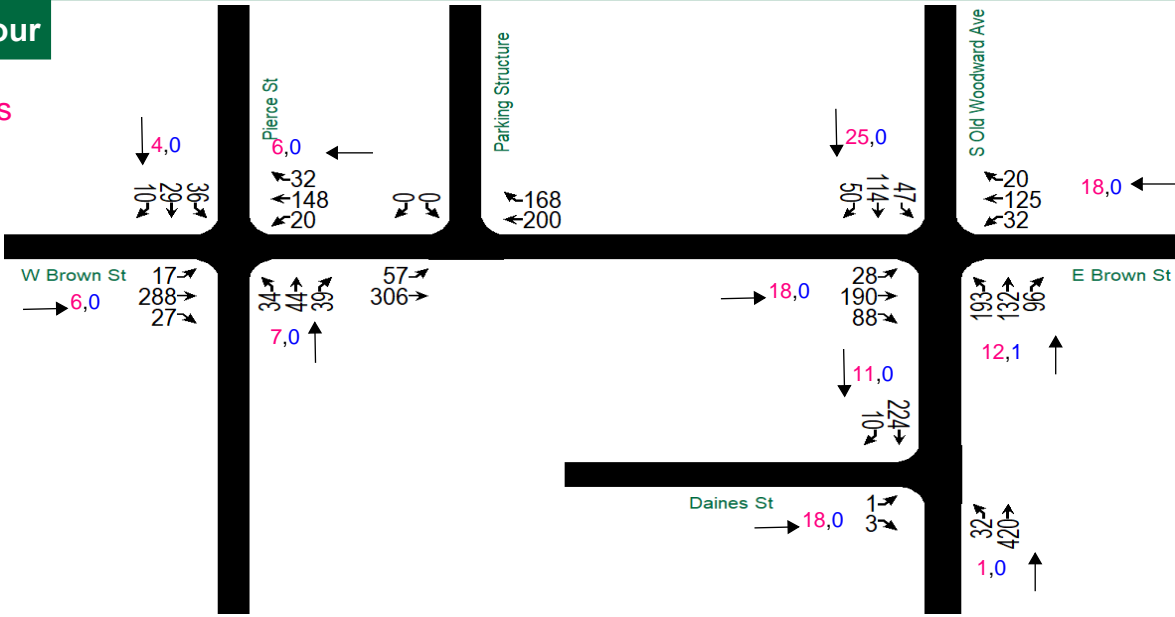 our
s
Pierce St
Parking Structure
S Old Woodward Ave
4,0
6,0
25,0
10 29 36
32
148
20
0 0
168
200
50 114 47
20
125
32
18,0
W Brown St
17
288
27
6,0
34 44 39
7,0
57
306
18,0
28
190
88
193 132 96
12,1
E Brown St
11,0
10 224
Daines St
1
3
18,0
32 420
1,0